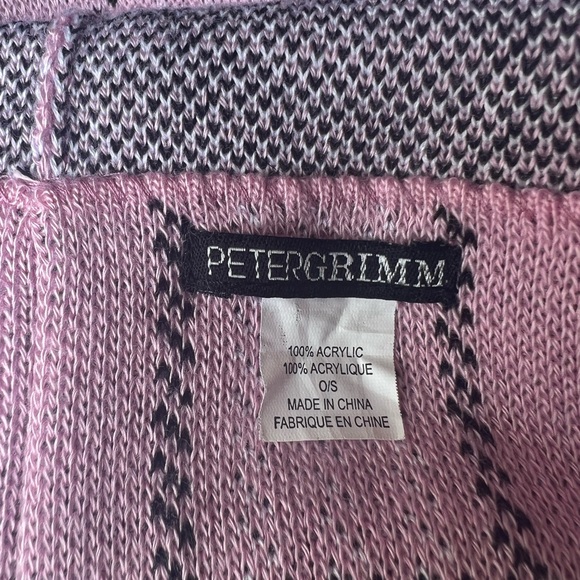 PETERGRIMM
100% ACRYLIC
100% ACRYLIQUE
O/S
MADE IN CHINA
FABRIQUE EN CHINE